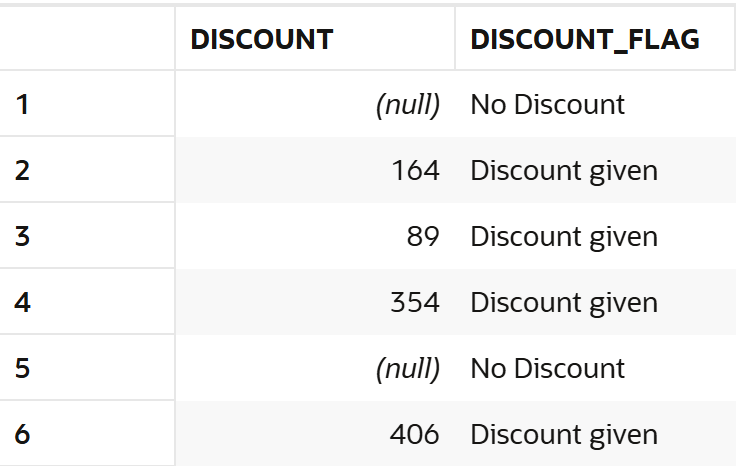 DISCOUNT DISCOUNT_FLAG
1 (null) No Discount
2 164 Discount given
3 89 Discount given
4 354 Discount given
5 (null) No Discount
6 406 Discount given